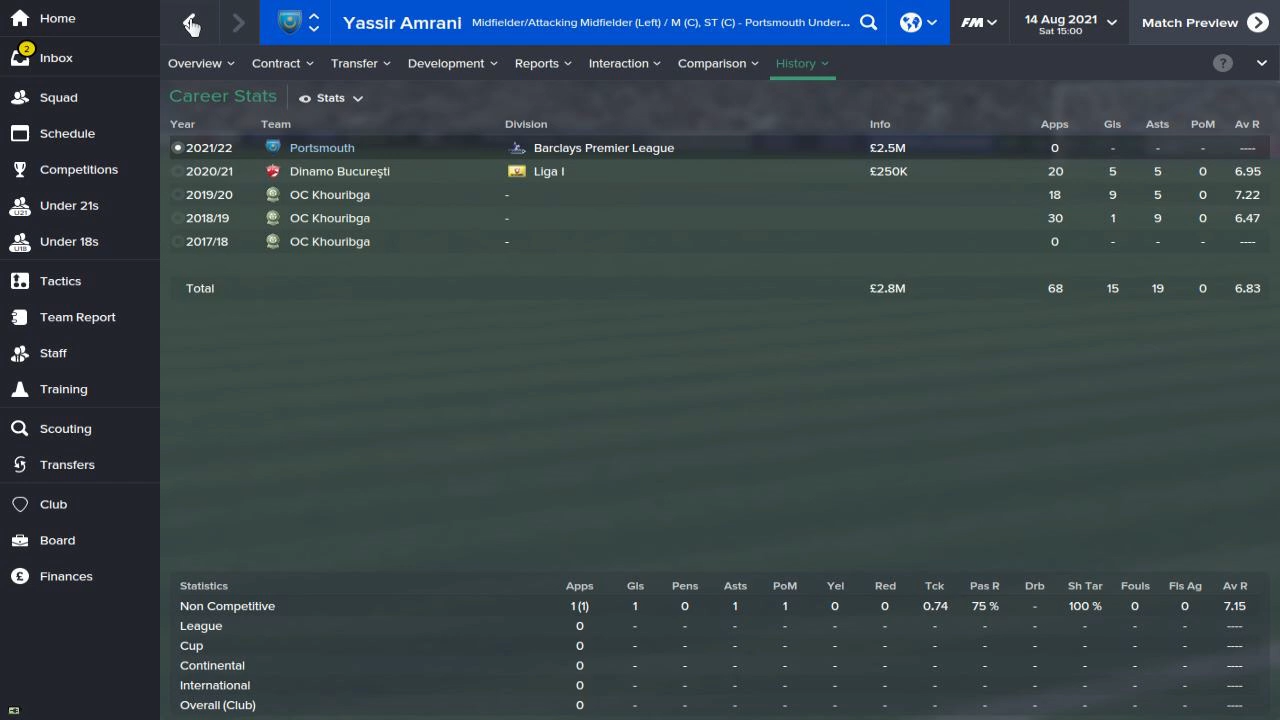 Home
2
Inbox
Squad
Schedule
Competitions
U21 Under 21s
U18 Under 18s
Tactics
Team Report
Staff
Training
Scouting
Transfers
Club
Board
£ Finances
Yassir Amrani Midfielder/Attacking Midfielder (Left) / M (C), ST (C) - Portsmouth Under...
FM
14 Aug 2021
Sat 15:00
Match Preview
Overview Contract Transfer Development Reports Interaction Comparison History ?
Career Stats Stats
Year Team Division Info Apps Gls Asts PoM Av R
2021/22 Portsmouth Barclays Premier League £2.5M 0 - - - ----
2020/21 Dinamo Bucureşti Liga I £250K 20 5 5 0 6.95
2019/20 OC Khouribga - 18 9 5 0 7.22
2018/19 OC Khouribga - 30 1 9 0 6.47
2017/18 OC Khouribga - 0 - - - ----
Total £2.8M 68 15 19 0 6.83
Statistics Apps Gls Pens Asts PoM Yel Red Tck Pas R Drb Sh Tar Fouls Fls Ag Av R
Non Competitive 1 (1) 1 0 1 1 0 0 0.74 75 % - 100 % 0 0 7.15
League 0 - - - - - - - - - - - - ----
Cup 0 - - - - - - - - - - - - ----
Continental 0 - - - - - - - - - - - - ----
International 0 - - - - - - - - - - - - ----
Overall (Club) 0 - - - - - - - - - - - - ----